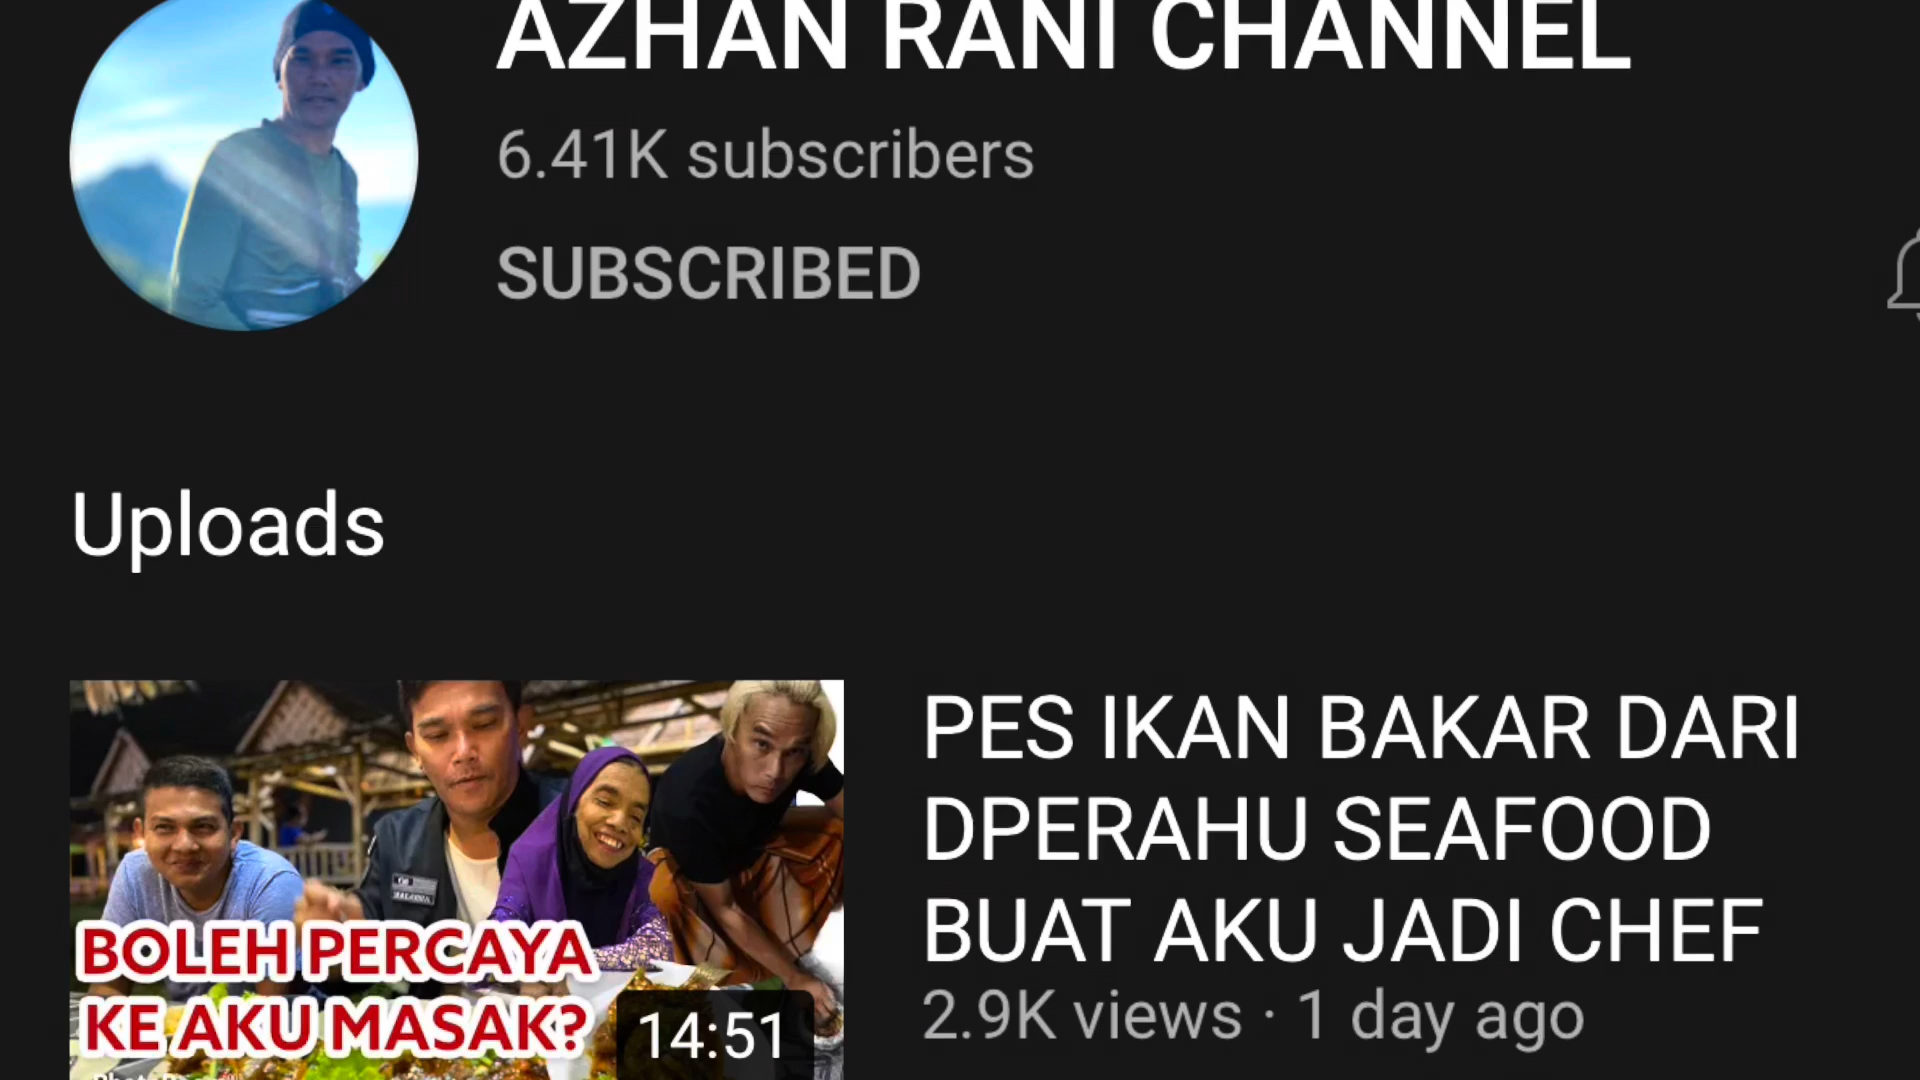 AZHAN RANI CHANNEL
6.41K subscribers
SUBSCRIBED
Uploads
BOLEH PERCAYA
KE AKU MASAK?
14:51
PES IKAN BAKAR DARI
DPERAHU SEAFOOD
BUAT AKU JADI CHEF
2.9K views · 1 day ago